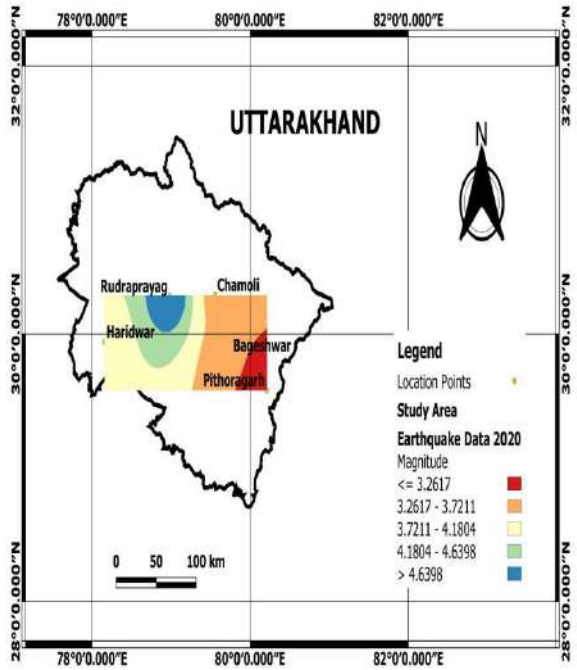 78°0'0.000"E 80°0'0.000"E 82°0'0.000"E
32°0'0.000"N
32°0'0.000"N
UTTARAKHAND
N
Rudraprayag
Chamoli
Haridwar
Bageshwar
Pithoragarh
30°0'0.000"N
30°0'0.000"N
Legend
Location Points
Study Area
Earthquake Data 2020
Magnitude
<= 3.2617
3.2617 - 3.7211
3.7211 - 4.1804
4.1804 - 4.6398
> 4.6398
0 50 100 km
28°0'0.000"N
28°0'0.000"N
78°0'0.000"E 80°0'0.000"E 82°0'0.000"E